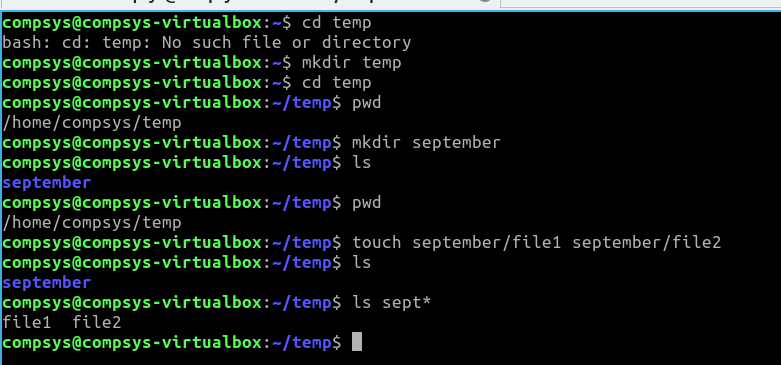 compsys@compsys-virtualbox:~$ cd temp
bash: cd: temp: No such file or directory
compsys@compsys-virtualbox:~$ mkdir temp
compsys@compsys-virtualbox:~$ cd temp
compsys@compsys-virtualbox:~/temp$ pwd
/home/compsys/temp
compsys@compsys-virtualbox:~/temp$ mkdir september
compsys@compsys-virtualbox:~/temp$ ls
september
compsys@compsys-virtualbox:~/temp$ pwd
/home/compsys/temp
compsys@compsys-virtualbox:~/temp$ touch september/file1 september/file2
compsys@compsys-virtualbox:~/temp$ ls
september
compsys@compsys-virtualbox:~/temp$ ls sept*
file1  file2
compsys@compsys-virtualbox:~/temp$